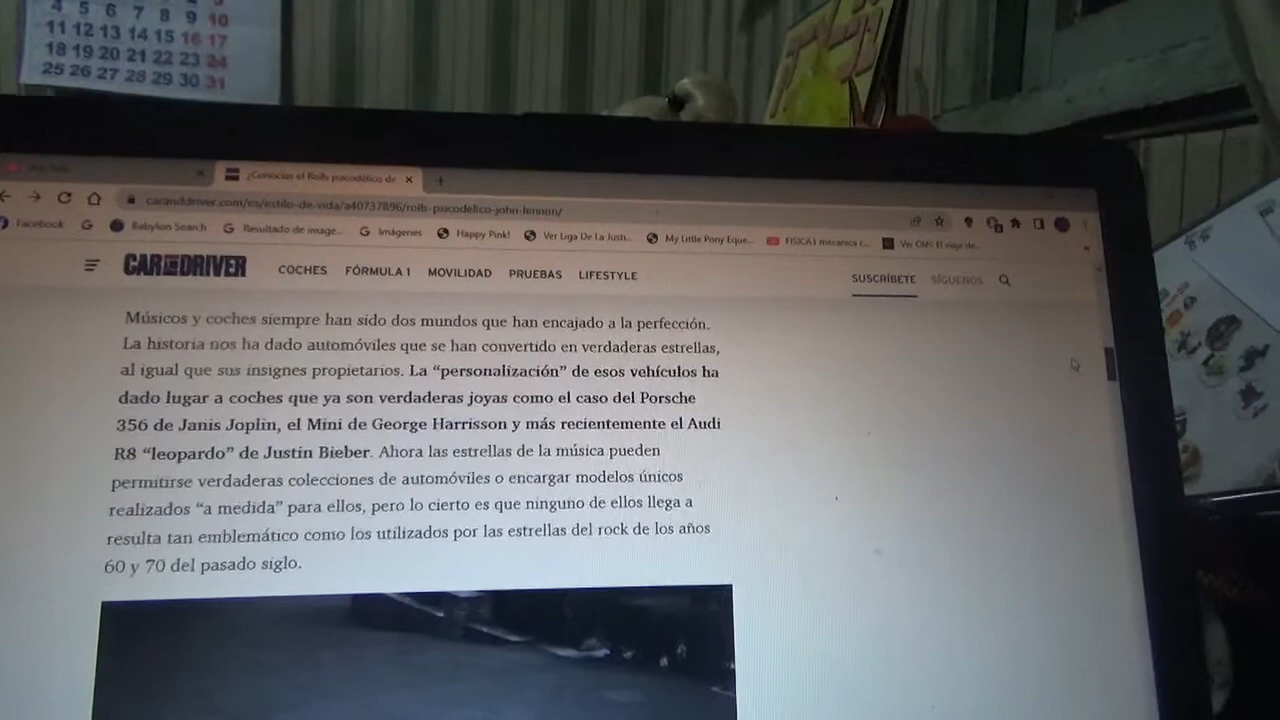 4 5 6 7 8 9 10
11 12 13 14 15 16 17
18 19 20 21 22 23 24
25 26 27 28 29 30 31
¿Conocías el Rolls psicodélico de
caranddriver.com/es/estilo-de-vida/a40737896/rolls-psicodelico-john-lennon/
Facebook Babylon Search Resultado de image... Imágenes Happy Pink! Ver Liga De La Justi... My Little Pony Eque... FISICA1 mecanica c... Ver OHI: El viaje de...
CAR AND DRIVER COCHES FÓRMULA 1 MOVILIDAD PRUEBAS LIFESTYLE SUSCRÍBETE SÍGUENOS
Músicos y coches siempre han sido dos mundos que han encajado a la perfección.
La historia nos ha dado automóviles que se han convertido en verdaderas estrellas,
al igual que sus insignes propietarios. La “personalización” de esos vehículos ha
dado lugar a coches que ya son verdaderas joyas como el caso del Porsche
356 de Janis Joplin, el Mini de George Harrisson y más recientemente el Audi
R8 “leopardo” de Justin Bieber. Ahora las estrellas de la música pueden
permitirse verdaderas colecciones de automóviles o encargar modelos únicos
realizados “a medida” para ellos, pero lo cierto es que ninguno de ellos llega a
resulta tan emblemático como los utilizados por las estrellas del rock de los años
60 y 70 del pasado siglo.